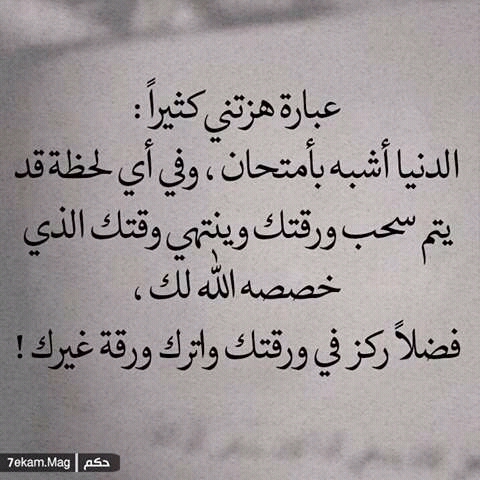 عبارة هزتني كثيراً :
الدنيا أشبه بأمتحان ، وفي أي لحظة قد
يتم سحب ورقتك وينتهي وقتك الذي
خصصه الله لك ،
فضلاً ركز في ورقتك واترك ورقة غيرك !
7ekam.Mag | حكم